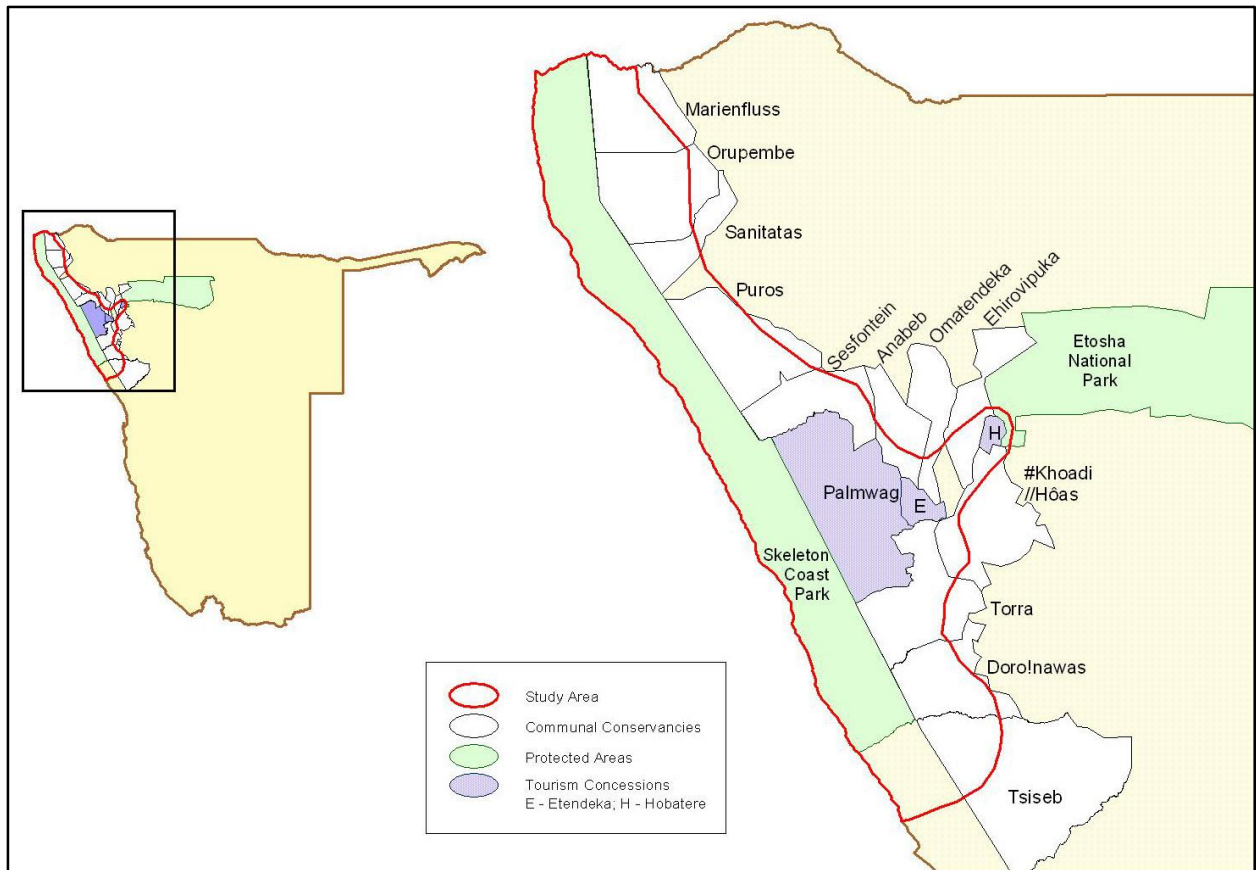 Marienfluss
Orupembe
Sanitatas
Puros
Sesfontein
Anabeb
Omatendeka
Ehirovipuka
Etosha
National
Park
H
#Khoadi
//Hôas
Palmwag
E
Skeleton
Coast
Park
Torra
Doro!nawas
Tsiseb
Study Area
Communal Conservancies
Protected Areas
Tourism Concessions
E - Etendeka; H - Hobatere